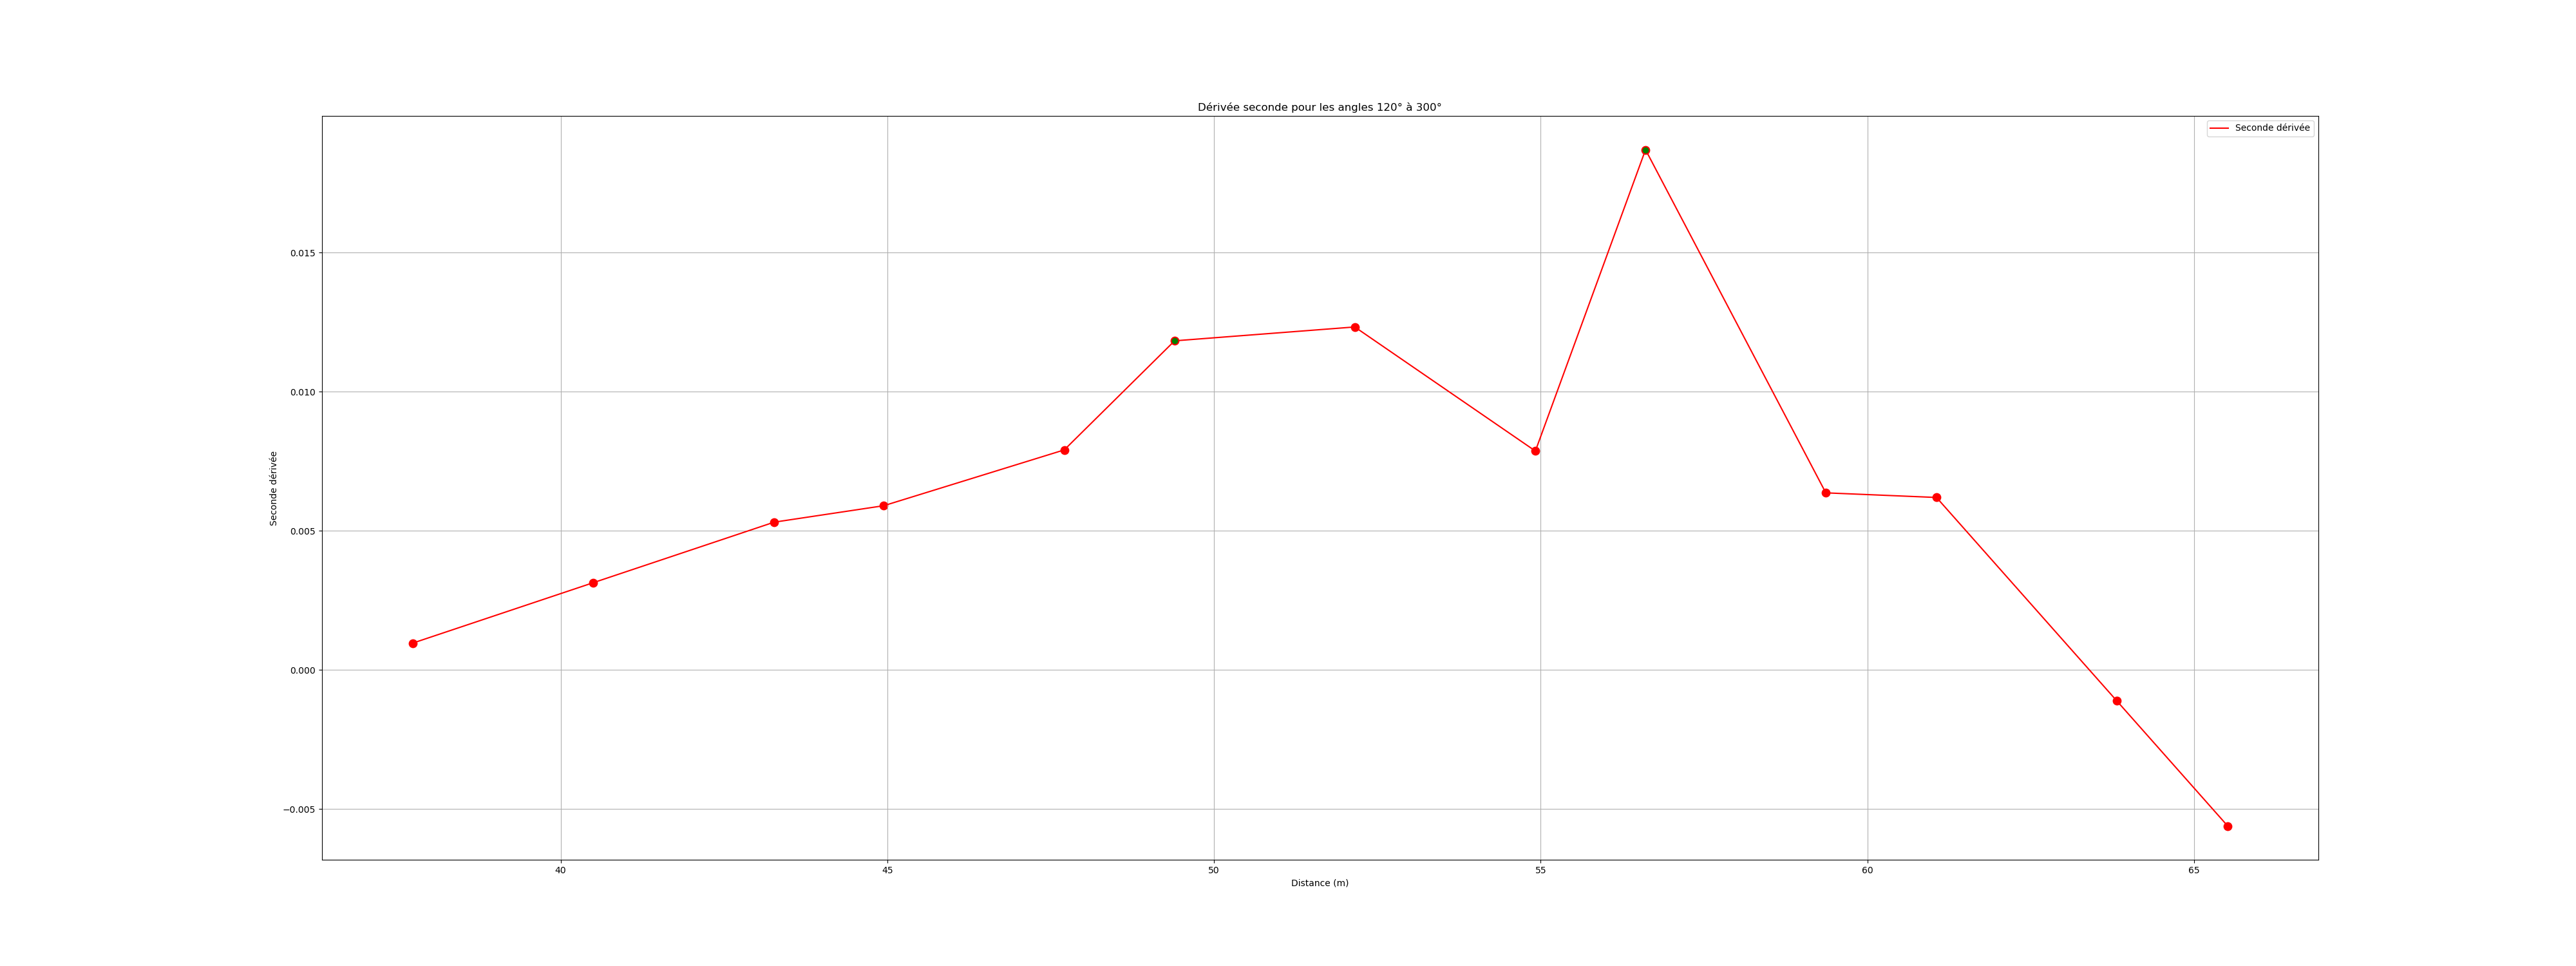 Dérivée seconde pour les angles 120° à 300°
Seconde dérivée
0.015
0.010
0.005
0.000
−0.005
Seconde dérivée
40 45 50 55 60 65
Distance (m)